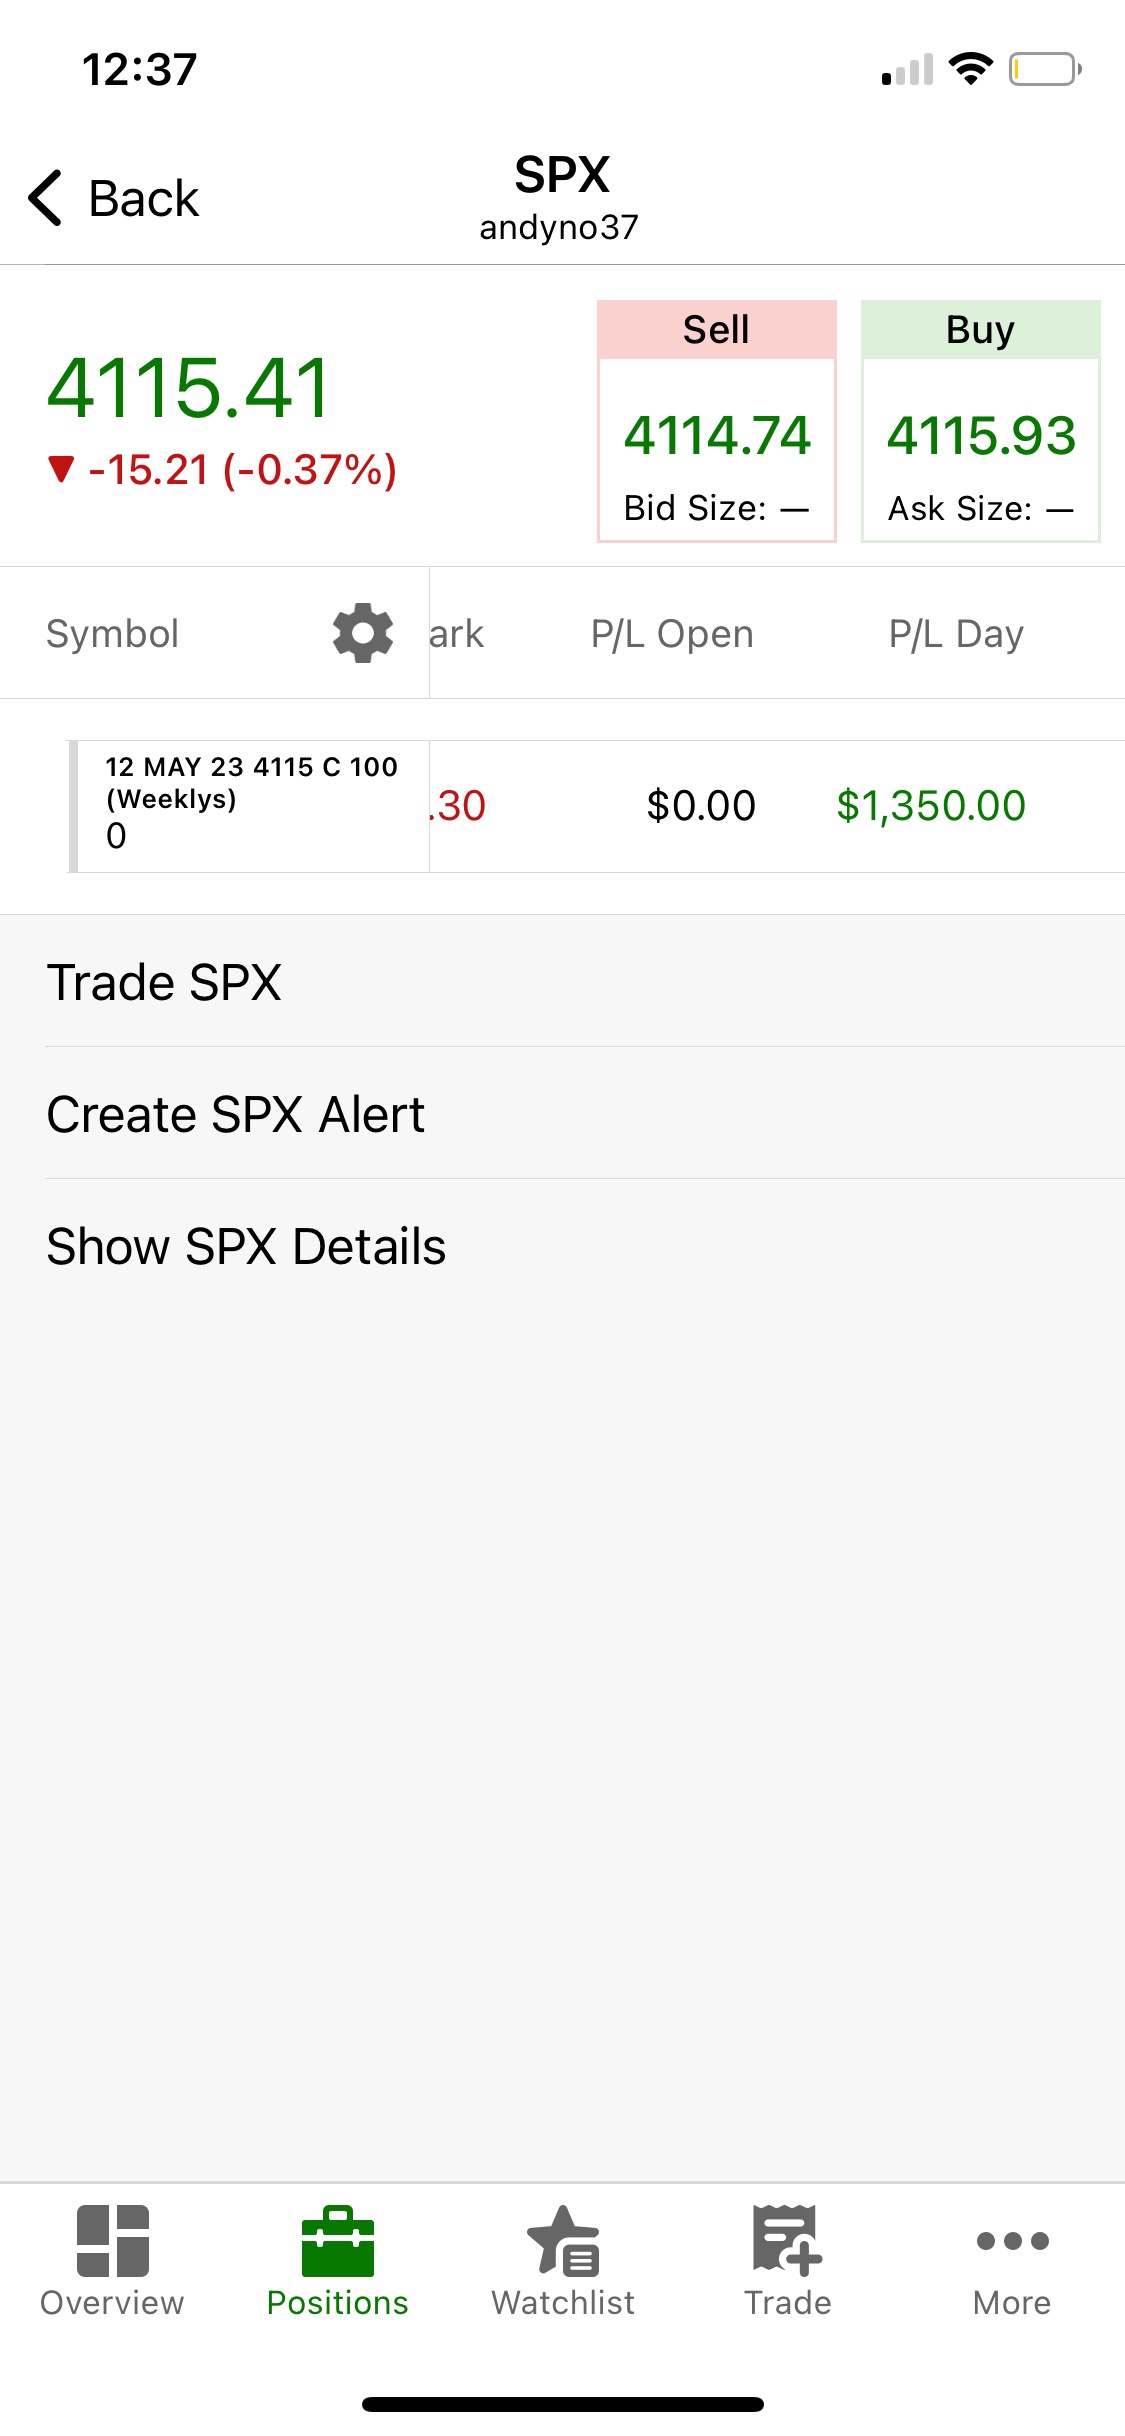 12:37
Back
SPX
andyno37
4115.41
-15.21 (-0.37%)
Sell
4114.74
Bid Size: —
Buy
4115.93
Ask Size: —
Symbol
ark
P/L Open
P/L Day
12 MAY 23 4115 C 100
(Weeklys)
0
.30
$0.00
$1,350.00
Trade SPX
Create SPX Alert
Show SPX Details
Overview
Positions
Watchlist
Trade
More